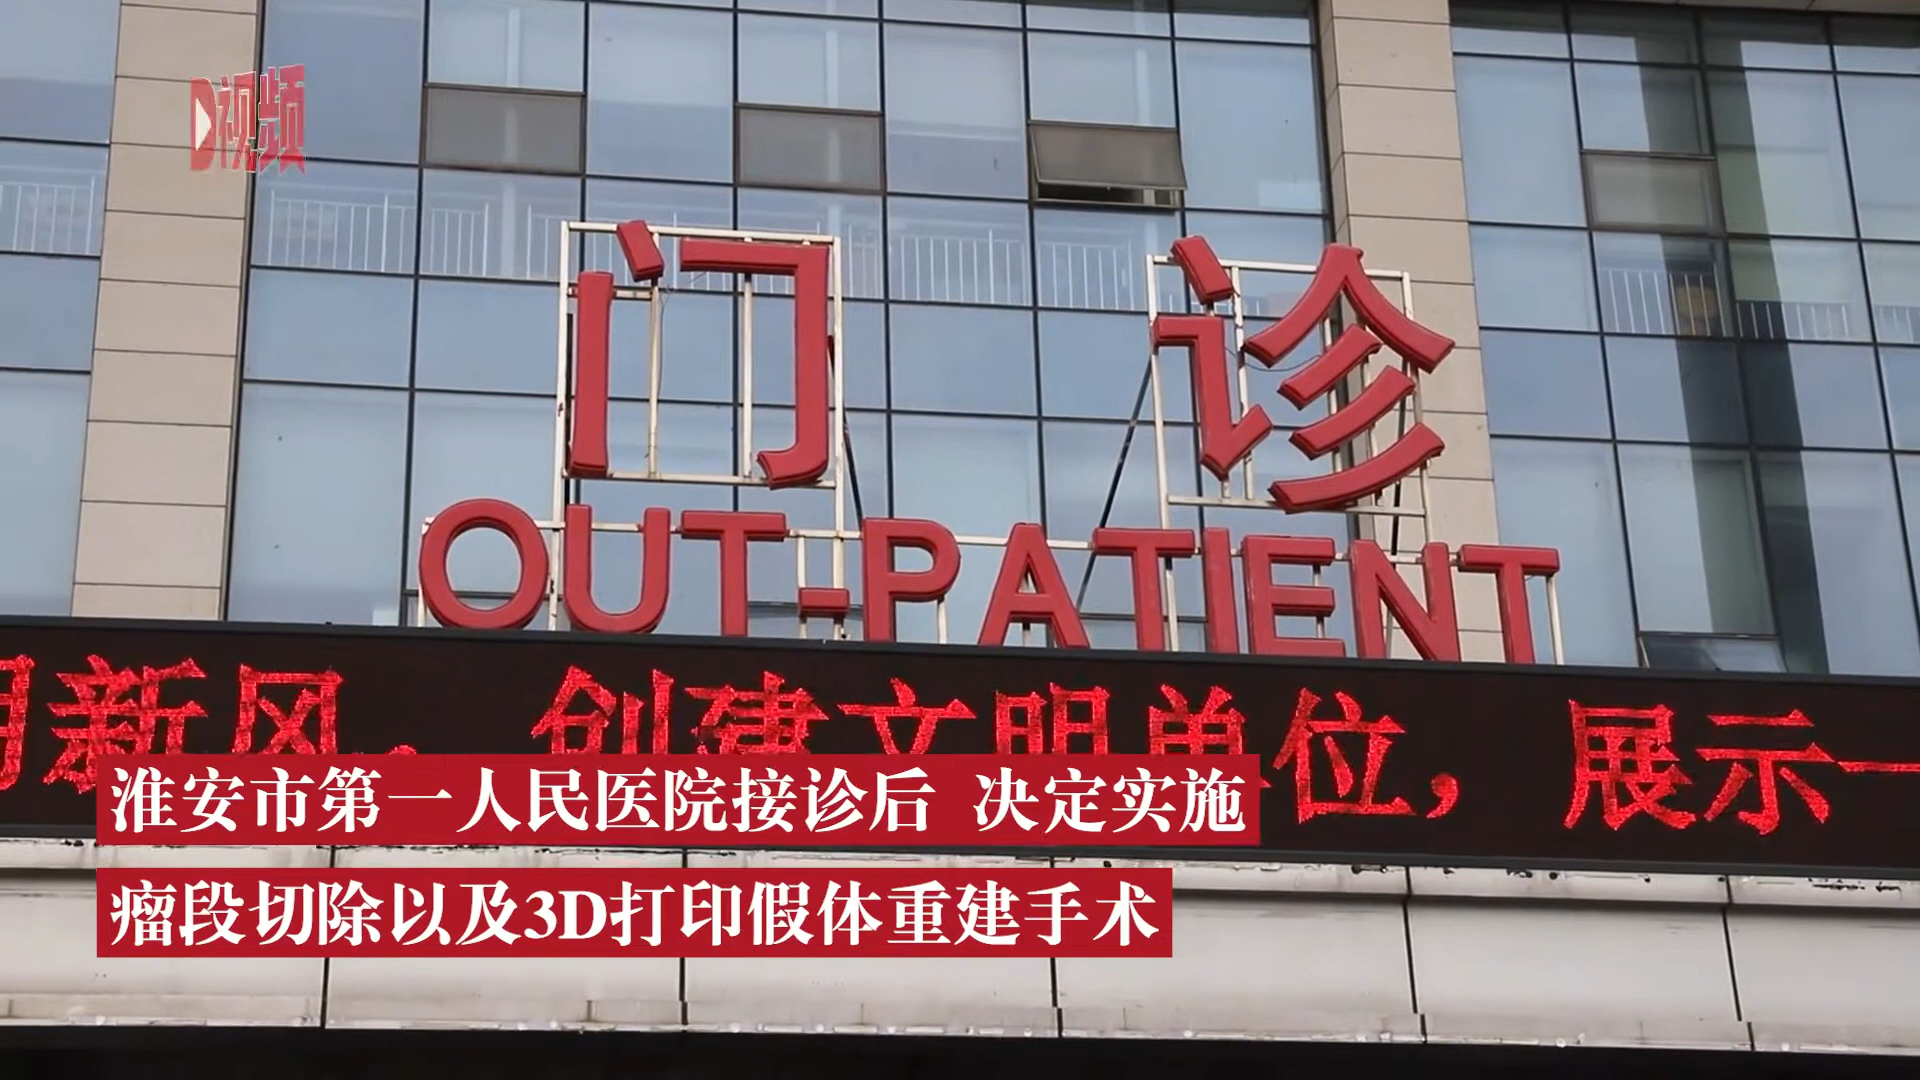 D视频
门诊
OUT-PATIENT
明新风。创建文明单位，展示一
淮安市第一人民医院接诊后 决定实施
瘤段切除以及3D打印假体重建手术